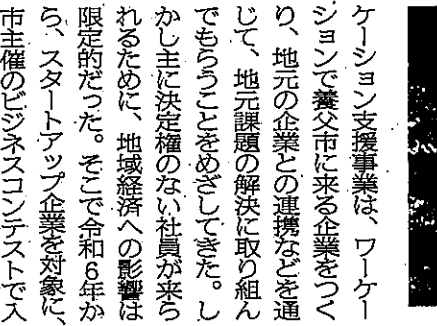 ケーション支援事業は、ワーケー
ションで養父市に来る企業をつく
り、地元の企業との連携などを通
じて、地元課題の解決に取り組ん
でもらうことをめざしてきた。し
かし主に決定権のない社員が来ら
れるために、地域経済への影響は
限定的だった。そこで令和6年か
ら、スタートアップ企業を対象に、
市主催のビジネスコンテストで入